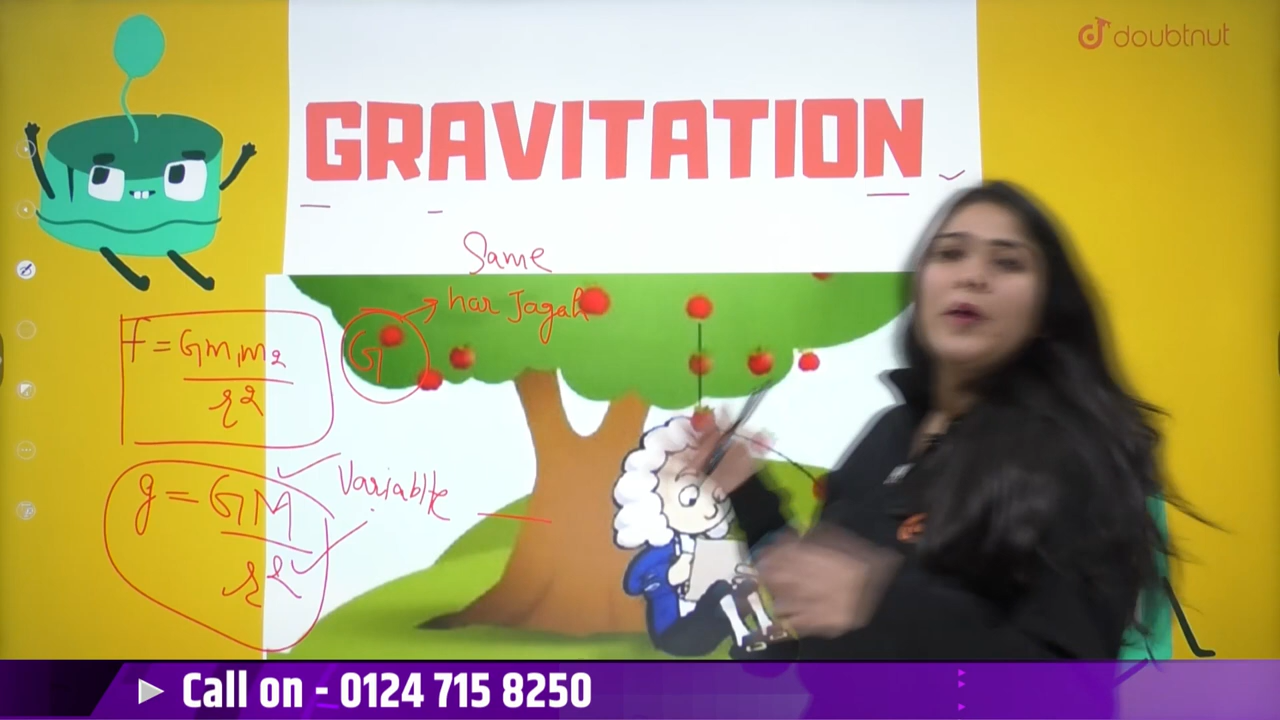 doubtnut
GRAVITATION
Same
har Jagah
G
F = Gm₁m₂
r²
g = GM
r²
Variable
Call on - 0124 715 8250